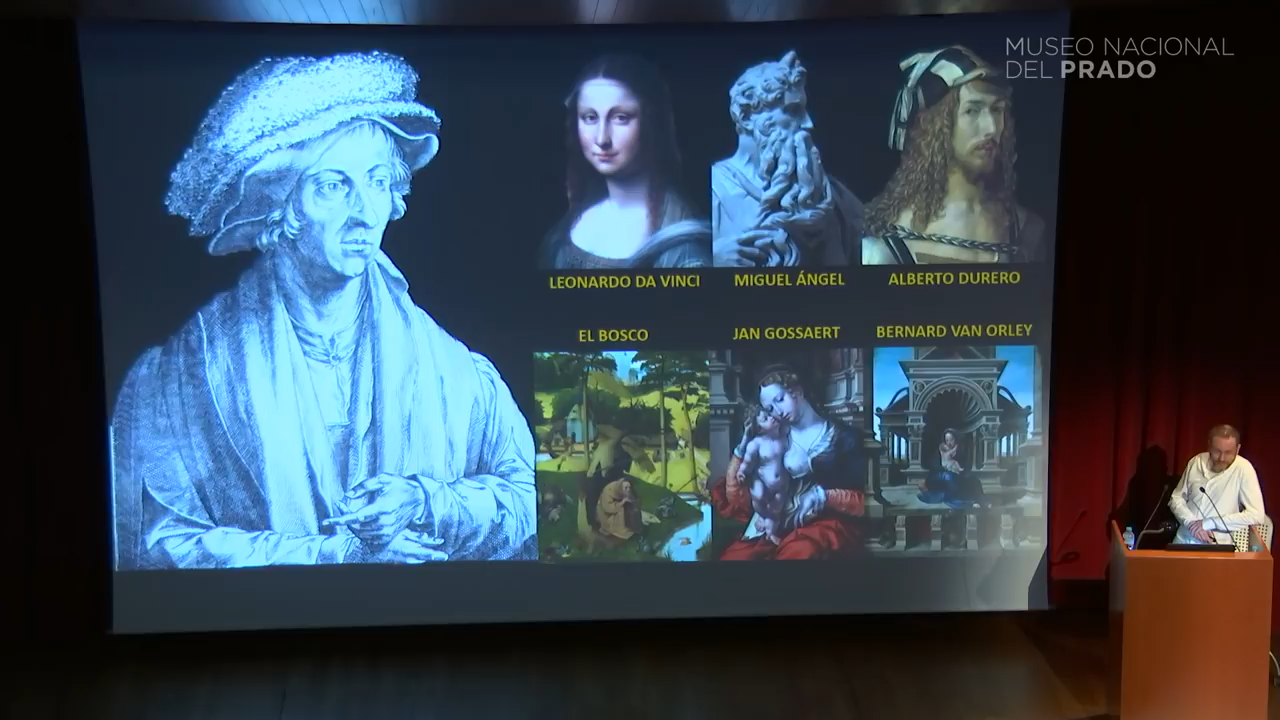 MUSEO NACIONAL
DEL PRADO
LEONARDO DA VINCI
MIGUEL ÁNGEL
ALBERTO DURERO
EL BOSCO
JAN GOSSAERT
BERNARD VAN ORLEY